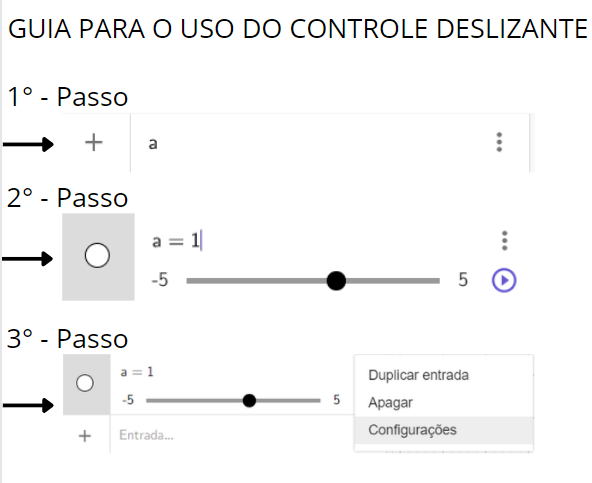 GUIA PARA O USO DO CONTROLE DESLIZANTE
1° - Passo
+ a
2° - Passo
a = 1
-5 5
3° - Passo
a = 1
-5 5
+ Entrada...
Duplicar entrada
Apagar
Configurações